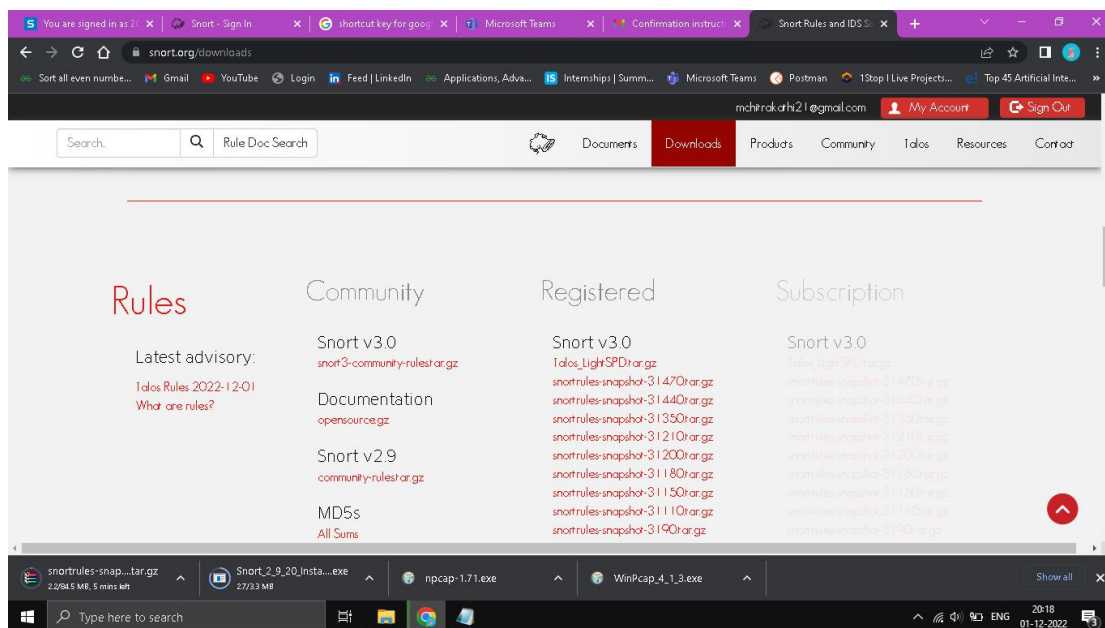 You are signed in as 2(
Snort - Sign In
shortcut key for goog
Microsoft Teams
Confirmation instructi
Snort Rules and IDS So
snort.org/downloads
Sort all even numbe...
Gmail
YouTube
Login
Feed | LinkedIn
Applications, Adva...
Internships | Summ...
Microsoft Teams
Postman
1Stop | Live Projects...
Top 45 Artificial Inte...
mchitrakathi21@gmail.com
My Account
Sign Out
Search..
Rule Doc Search
Documents
Downloads
Products
Community
Talos
Resources
Contact
Rules
Latest advisory:
Talos Rules 2022-12-01
What are rules?
Community
Snort v3.0
snort3-community-rules.tar.gz
Documentation
opensource.gz
Snort v2.9
community-rules.tar.gz
MD5s
All Sums
Registered
Snort v3.0
Talos_LightSPD.tar.gz
snortrules-snapshot-31470.tar.gz
snortrules-snapshot-31440.tar.gz
snortrules-snapshot-31350.tar.gz
snortrules-snapshot-31210.tar.gz
snortrules-snapshot-31200.tar.gz
snortrules-snapshot-31180.tar.gz
snortrules-snapshot-31150.tar.gz
snortrules-snapshot-31110.tar.gz
snortrules-snapshot-3190.tar.gz
Subscription
Snort v3.0
Talos_LightSPD.tar.gz
snortrules-snapshot-31470.tar.gz
snortrules-snapshot-31440.tar.gz
snortrules-snapshot-31350.tar.gz
snortrules-snapshot-31210.tar.gz
snortrules-snapshot-31200.tar.gz
snortrules-snapshot-31180.tar.gz
snortrules-snapshot-31150.tar.gz
snortrules-snapshot-31110.tar.gz
snortrules-snapshot-3190.tar.gz
snortrules-snap....tar.gz
2.2/84.5 MB, 5 mins left
Snort_2_9_20_Insta....exe
2.7/3.3 MB
npcap-1.71.exe
WinPcap_4_1_3.exe
Show all
Type here to search
ENG
20:18
01-12-2022
3